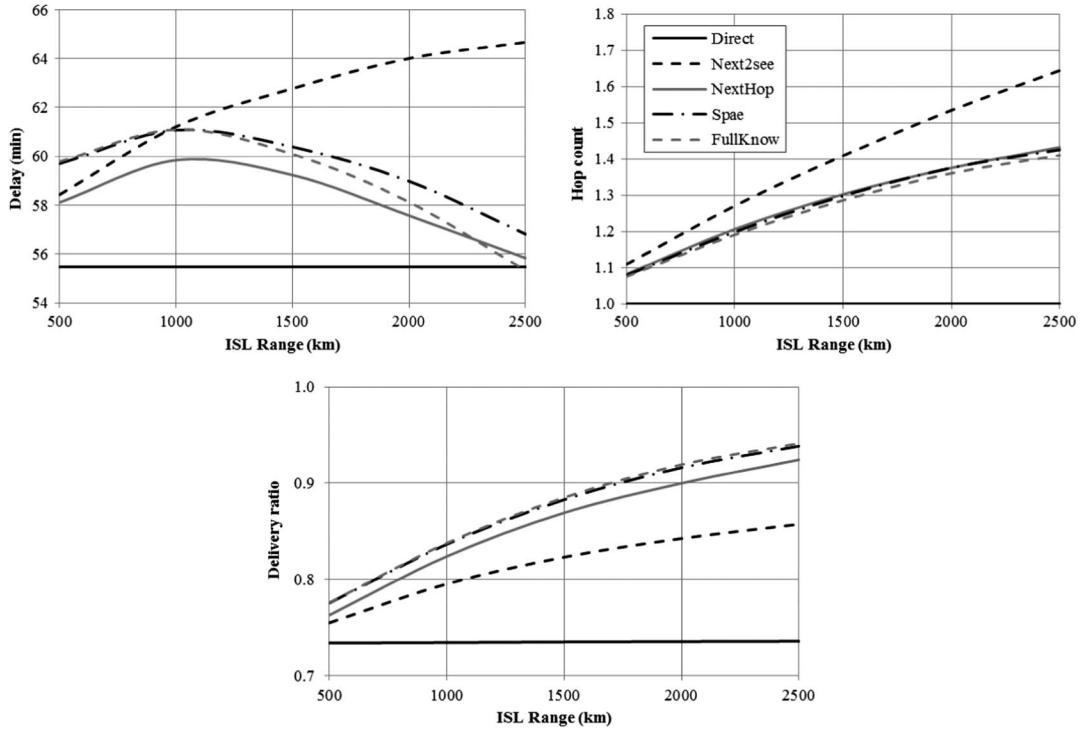 66
64
62
60
58
56
54
Delay (min)
500 1000 1500 2000 2500
ISL Range (km)
1.8
1.7
1.6
1.5
1.4
1.3
1.2
1.1
1.0
Hop count
Direct
Next2see
NextHop
Spae
FullKnow
500 1000 1500 2000 2500
ISL Range (km)
1.0
0.9
0.8
0.7
Delivery ratio
500 1000 1500 2000 2500
ISL Range (km)